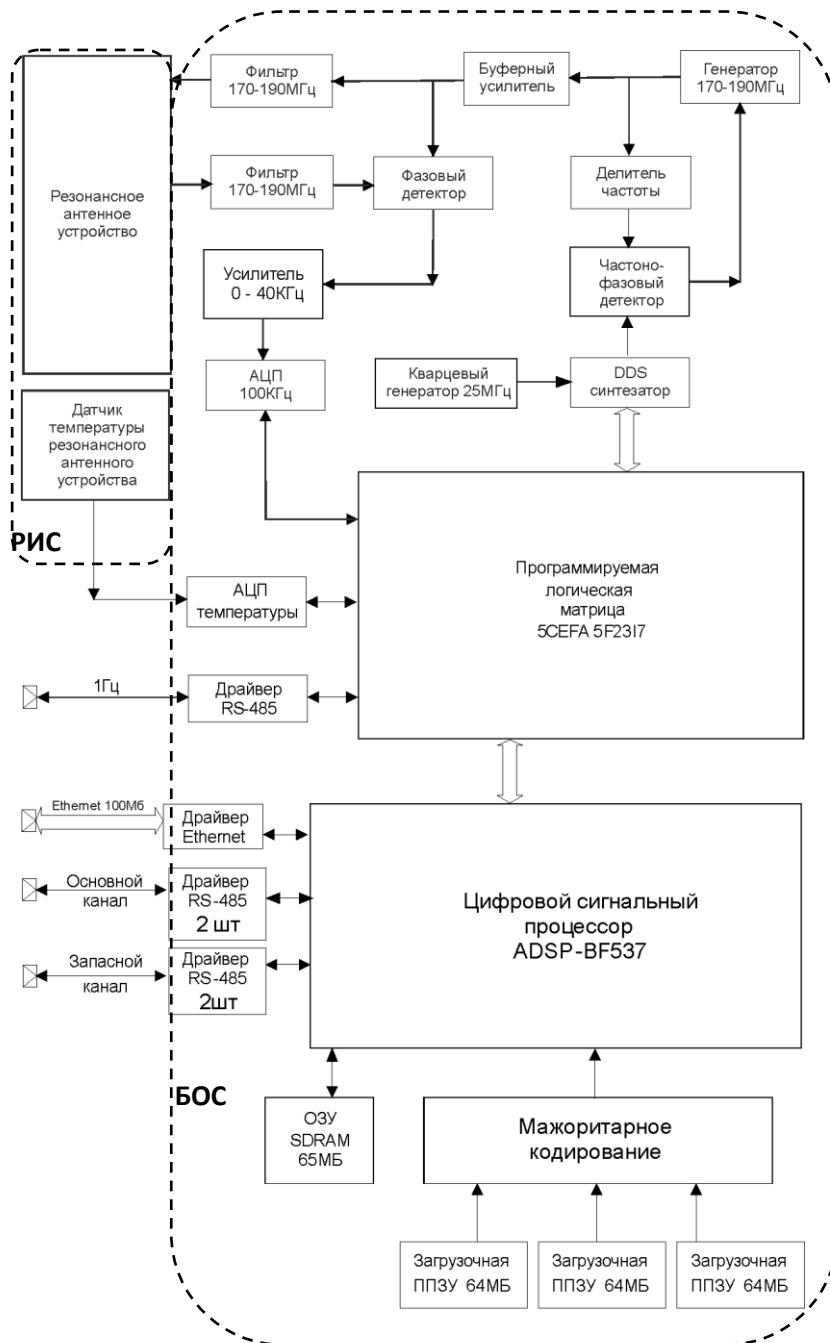 Фильтр
170-190МГц
Буферный
усилитель
Генератор
170-190МГц
Резонансное
антенное
устройство
Фильтр
170-190МГц
Фазовый
детектор
Делитель
частоты
Усилитель
0 - 40КГц
Частоно-
фазовый
детектор
АЦП
100КГц
Кварцевый
генератор 25МГц
DDS
синтезатор
Датчик
температуры
резонансного
антенного
устройства
РИС
Программируемая
логическая
матрица
5CEFA 5F23I7
АЦП
температуры
1Гц
Драйвер
RS-485
Ethernet 100Мб
Драйвер
Ethernet
Основной
канал
Драйвер
RS-485
2 шт
Цифровой сигнальный
процессор
ADSP-BF537
Запасной
канал
Драйвер
RS-485
2шт
БОС
ОЗУ
SDRAM
65МБ
Мажоритарное
кодирование
Загрузочная
ППЗУ 64МБ
Загрузочная
ППЗУ 64МБ
Загрузочная
ППЗУ 64МБ